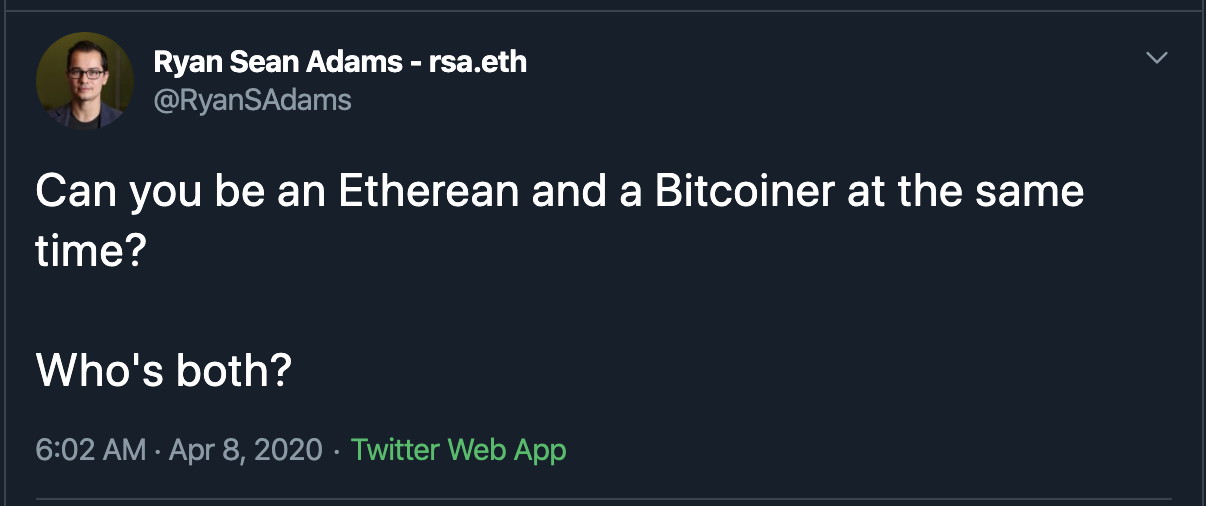 Ryan Sean Adams - rsa.eth
@RyanSAdams
Can you be an Etherean and a Bitcoiner at the same
time?
Who's both?
6:02 AM · Apr 8, 2020 · Twitter Web App